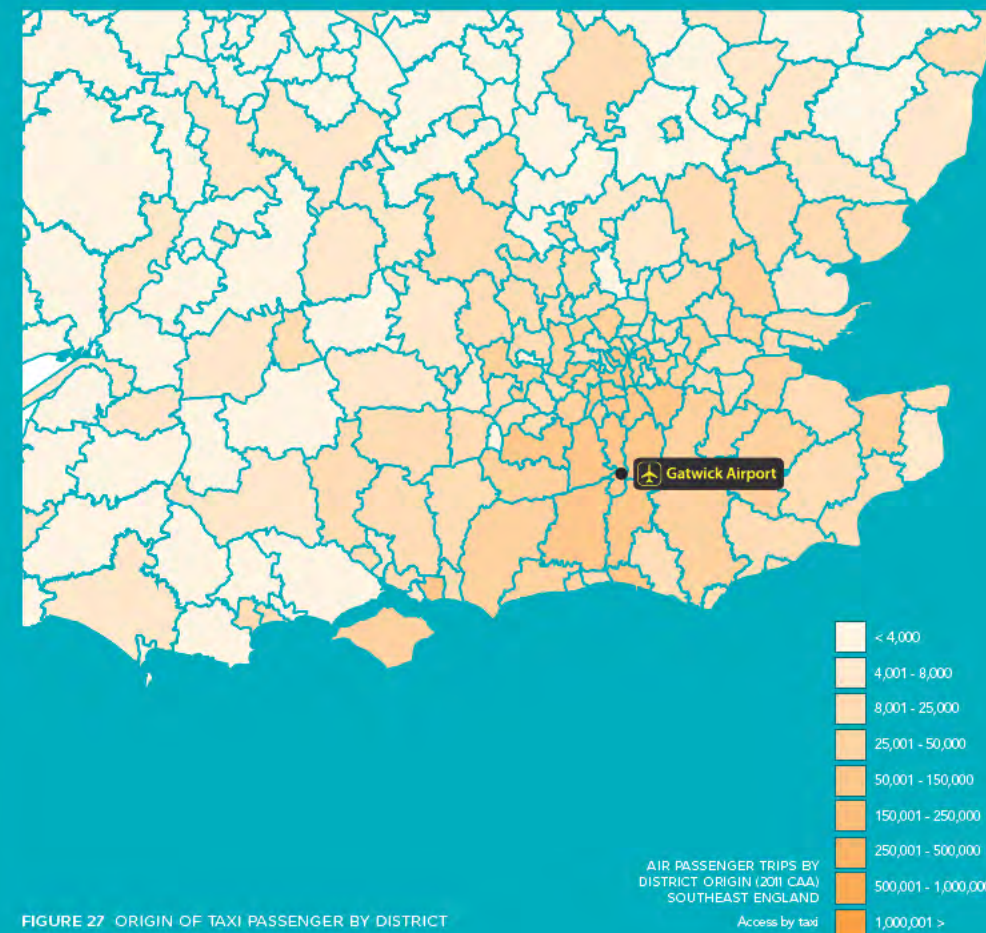 Gatwick Airport
< 4,000
4,001 - 8,000
8,001 - 25,000
25,001 - 50,000
50,001 - 150,000
150,001 - 250,000
250,001 - 500,000
500,001 - 1,000,000
1,000,001 >
AIR PASSENGER TRIPS BY
DISTRICT ORIGIN (2011 CAA)
SOUTHEAST ENGLAND
Access by taxi
FIGURE 27 ORIGIN OF TAXI PASSENGER BY DISTRICT